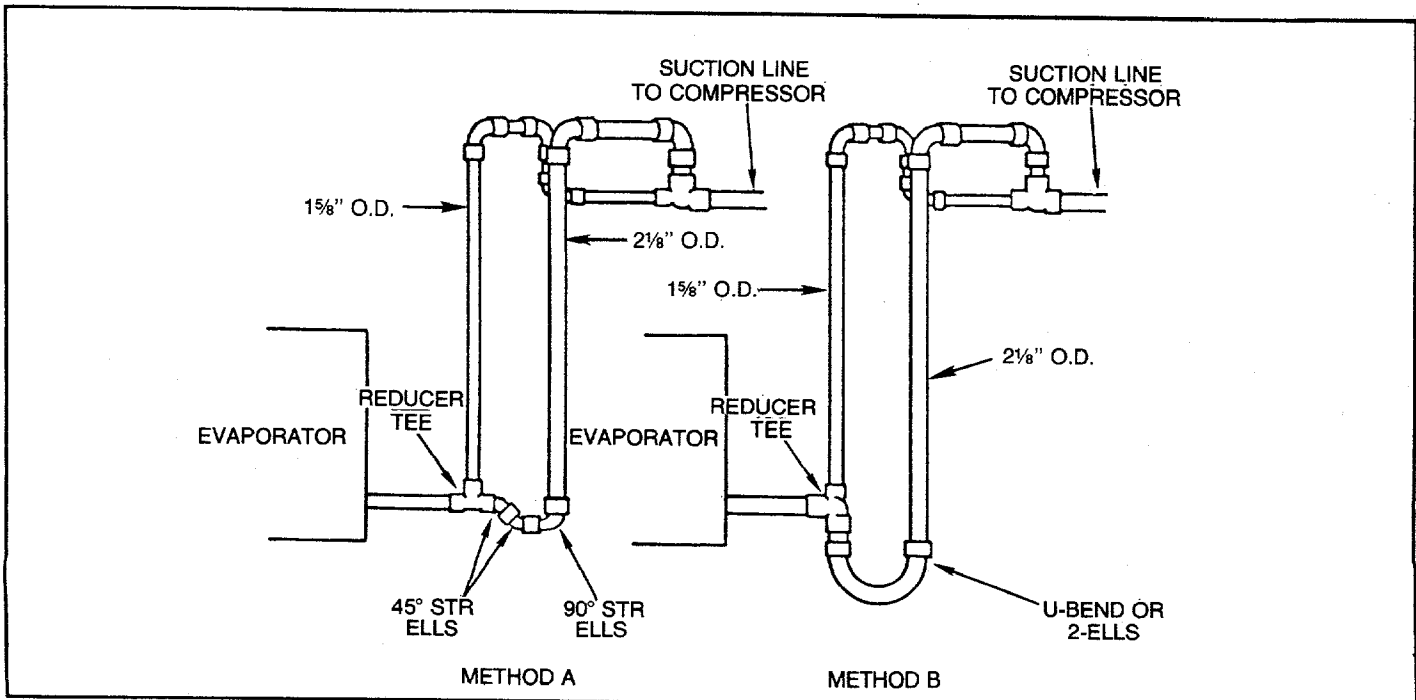 SUCTION LINE
TO COMPRESSOR
1⅝" O.D.
2⅛" O.D.
EVAPORATOR
REDUCER
TEE
45° STR
ELLS
90° STR
ELLS
METHOD A
SUCTION LINE
TO COMPRESSOR
1⅝" O.D.
2⅛" O.D.
EVAPORATOR
REDUCER
TEE
U-BEND OR
2-ELLS
METHOD B